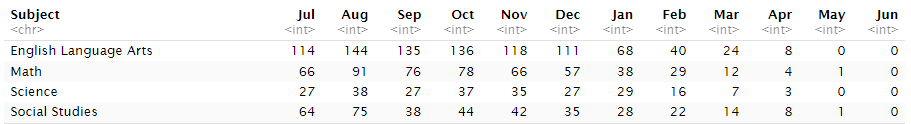 Subject Jul Aug Sep Oct Nov Dec Jan Feb Mar Apr May Jun
<chr> <int> <int> <int> <int> <int> <int> <int> <int> <int> <int> <int> <int>
English Language Arts 114 144 135 136 118 111 68 40 24 8 0 0
Math 66 91 76 78 66 57 38 29 12 4 1 0
Science 27 38 27 37 35 27 29 16 7 3 0 0
Social Studies 64 75 38 44 42 35 28 22 14 8 1 0